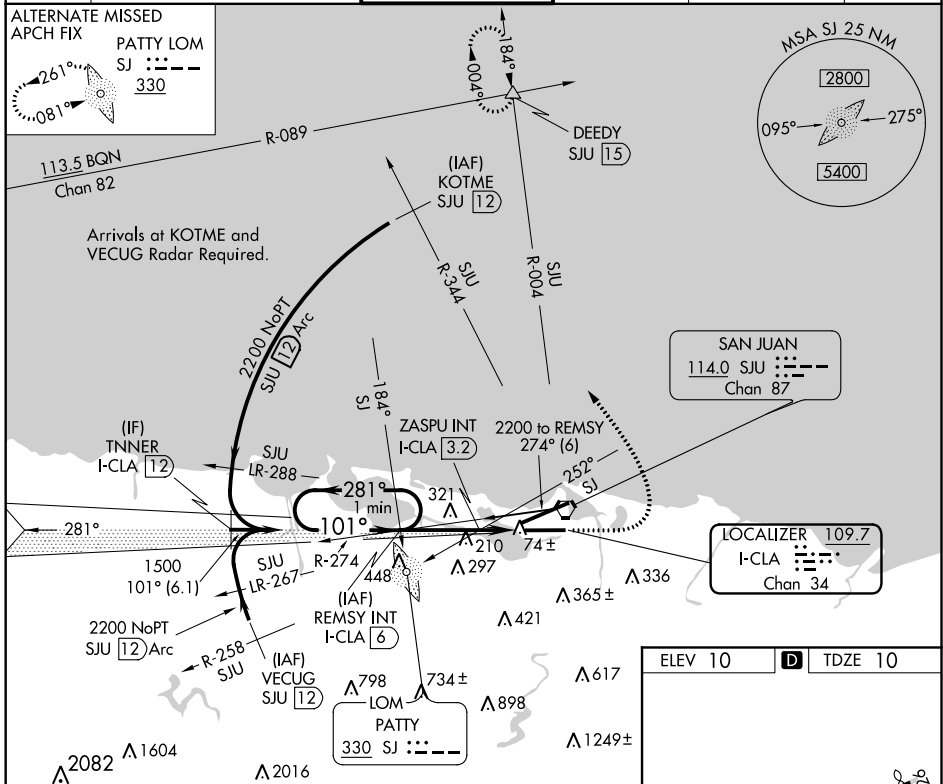 ALTERNATE MISSED
APCH FIX
PATTY LOM
SJ
330
261°
081°
184°
004°
MSA SJ 25 NM
2800
095°
275°
5400
R-089
DEEDY
SJU 15
113.5 BQN
Chan 82
(IAF)
KOTME
SJU 12
Arrivals at KOTME and
VECUG Radar Required.
SJU
R-344
SJU
R-004
2200 NoPT
SJU 12 Arc
SAN JUAN
114.0 SJU
Chan 87
184°
SJ
ZASPU INT
I-CLA 3.2
2200 to REMSY
274° (6)
(IF)
TNNER
I-CLA 12
SJU
LR-288
252°
SJ
281°
1 min
321
281°
101°
LOCALIZER 109.7
I-CLA
Chan 34
210
74±
1500
101° (6.1)
SJU
LR-267
R-274
448
297
336
365±
(IAF)
REMSY INT
I-CLA 6
421
2200 NoPT
SJU 12 Arc
R-258
SJU
(IAF)
VECUG
SJU 12
ELEV 10
D
TDZE 10
617
798
734±
898
LOM
PATTY
330 SJ
1249±
1604
2082
2016
26